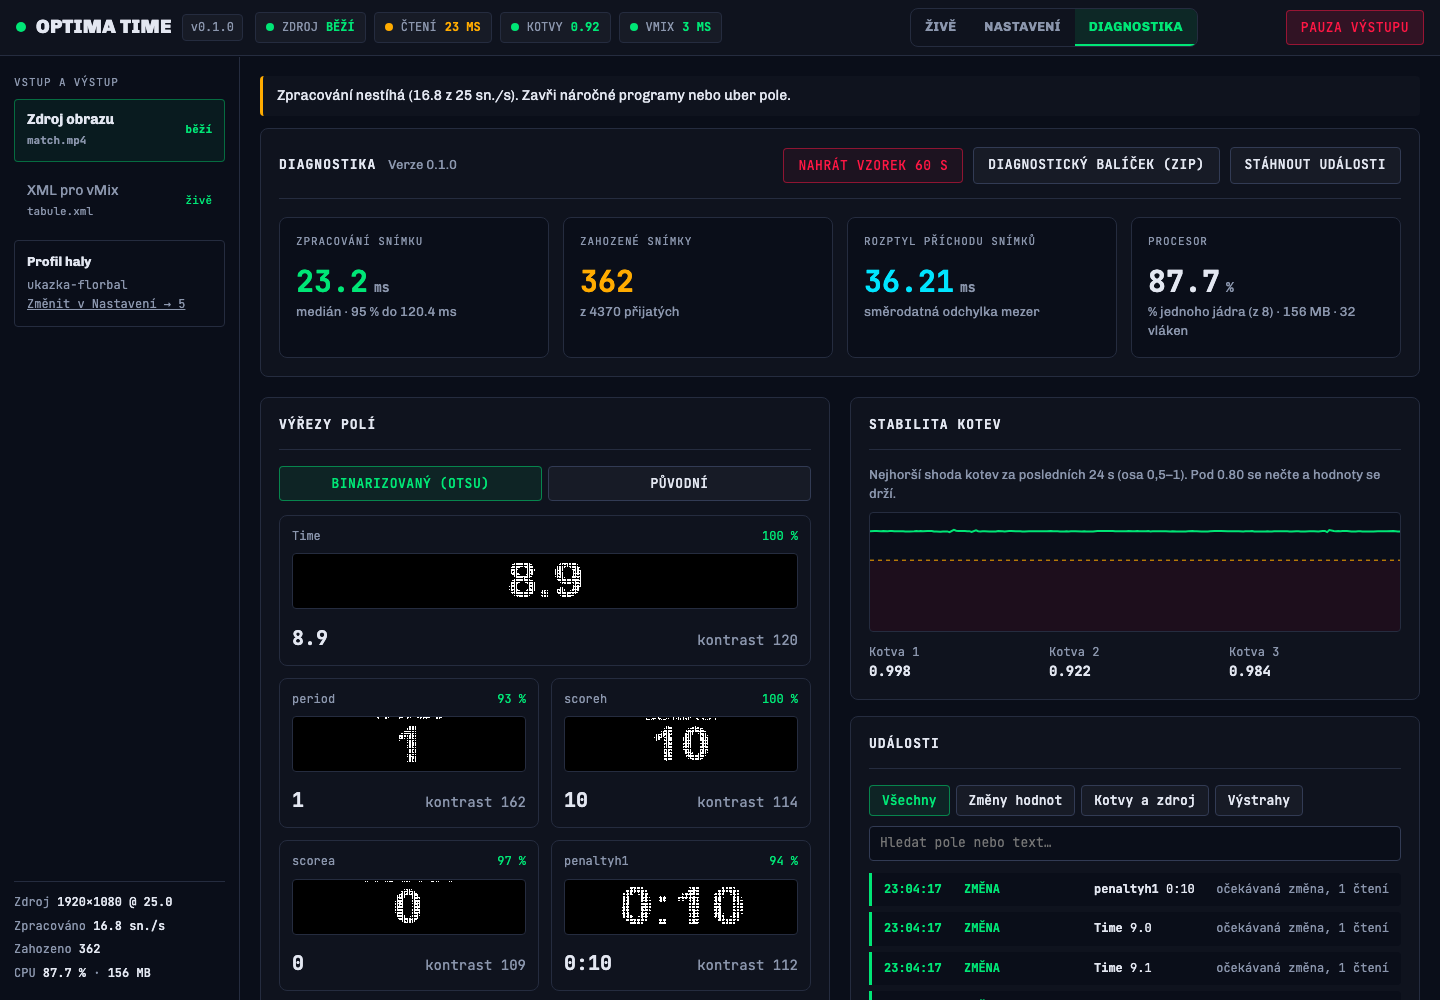 OPTIMA TIME
v0.1.0
ZDROJ BĚŽÍ
ČTENÍ 23 MS
KOTVY 0.92
VMIX 3 MS
ŽIVĚ
NASTAVENÍ
DIAGNOSTIKA
PAUZA VÝSTUPU
VSTUP A VÝSTUP
Zdroj obrazu
match.mp4
běží
XML pro vMix
tabule.xml
živě
Profil haly
ukazka-florbal
Změnit v Nastavení → 5
Zdroj 1920×1080 @ 25.0
Zpracováno 16.8 sn./s
Zahozeno 362
CPU 87.7 % · 156 MB
Zpracování nestíhá (16.8 z 25 sn./s). Zavři náročné programy nebo uber pole.
DIAGNOSTIKA Verze 0.1.0
NAHRÁT VZOREK 60 S
DIAGNOSTICKÝ BALÍČEK (ZIP)
STÁHNOUT UDÁLOSTI
ZPRACOVÁNÍ SNÍMKU
23.2 ms
medián · 95 % do 120.4 ms
ZAHOZENÉ SNÍMKY
362
z 4370 přijatých
ROZPTYL PŘÍCHODU SNÍMKŮ
36.21 ms
směrodatná odchylka mezer
PROCESOR
87.7 %
% jednoho jádra (z 8) · 156 MB · 32
vláken
VÝŘEZY POLÍ
BINARIZOVANÝ (OTSU)
PŮVODNÍ
Time
100 %
8.9
8.9
kontrast 120
period
93 %
1
1
kontrast 162
scoreh
100 %
10
10
kontrast 114
scorea
97 %
0
0
kontrast 109
penaltyh1
94 %
0:10
0:10
kontrast 112
STABILITA KOTEV
Nejhorší shoda kotev za posledních 24 s (osa 0,5–1). Pod 0.80 se nečte a hodnoty se
drží.
Kotva 1
0.998
Kotva 2
0.922
Kotva 3
0.984
UDÁLOSTI
Všechny
Změny hodnot
Kotvy a zdroj
Výstrahy
Hledat pole nebo text…
23:04:17 ZMĚNA penaltyh1 0:10 očekávaná změna, 1 čtení
23:04:17 ZMĚNA Time 9.0 očekávaná změna, 1 čtení
23:04:17 ZMĚNA Time 9.1 očekávaná změna, 1 čtení